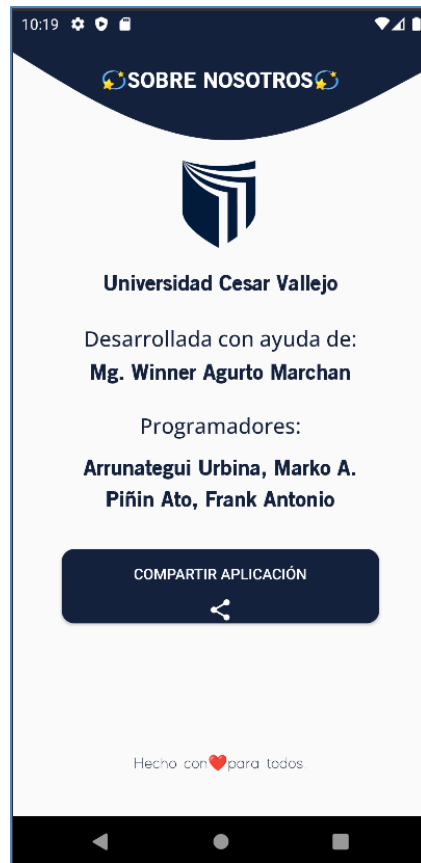 10:19
💫SOBRE NOSOTROS💫
Universidad Cesar Vallejo
Desarrollada con ayuda de:
Mg. Winner Agurto Marchan
Programadores:
Arrunategui Urbina, Marko A.
Piñin Ato, Frank Antonio
COMPARTIR APLICACIÓN
Hecho con❤️para todos